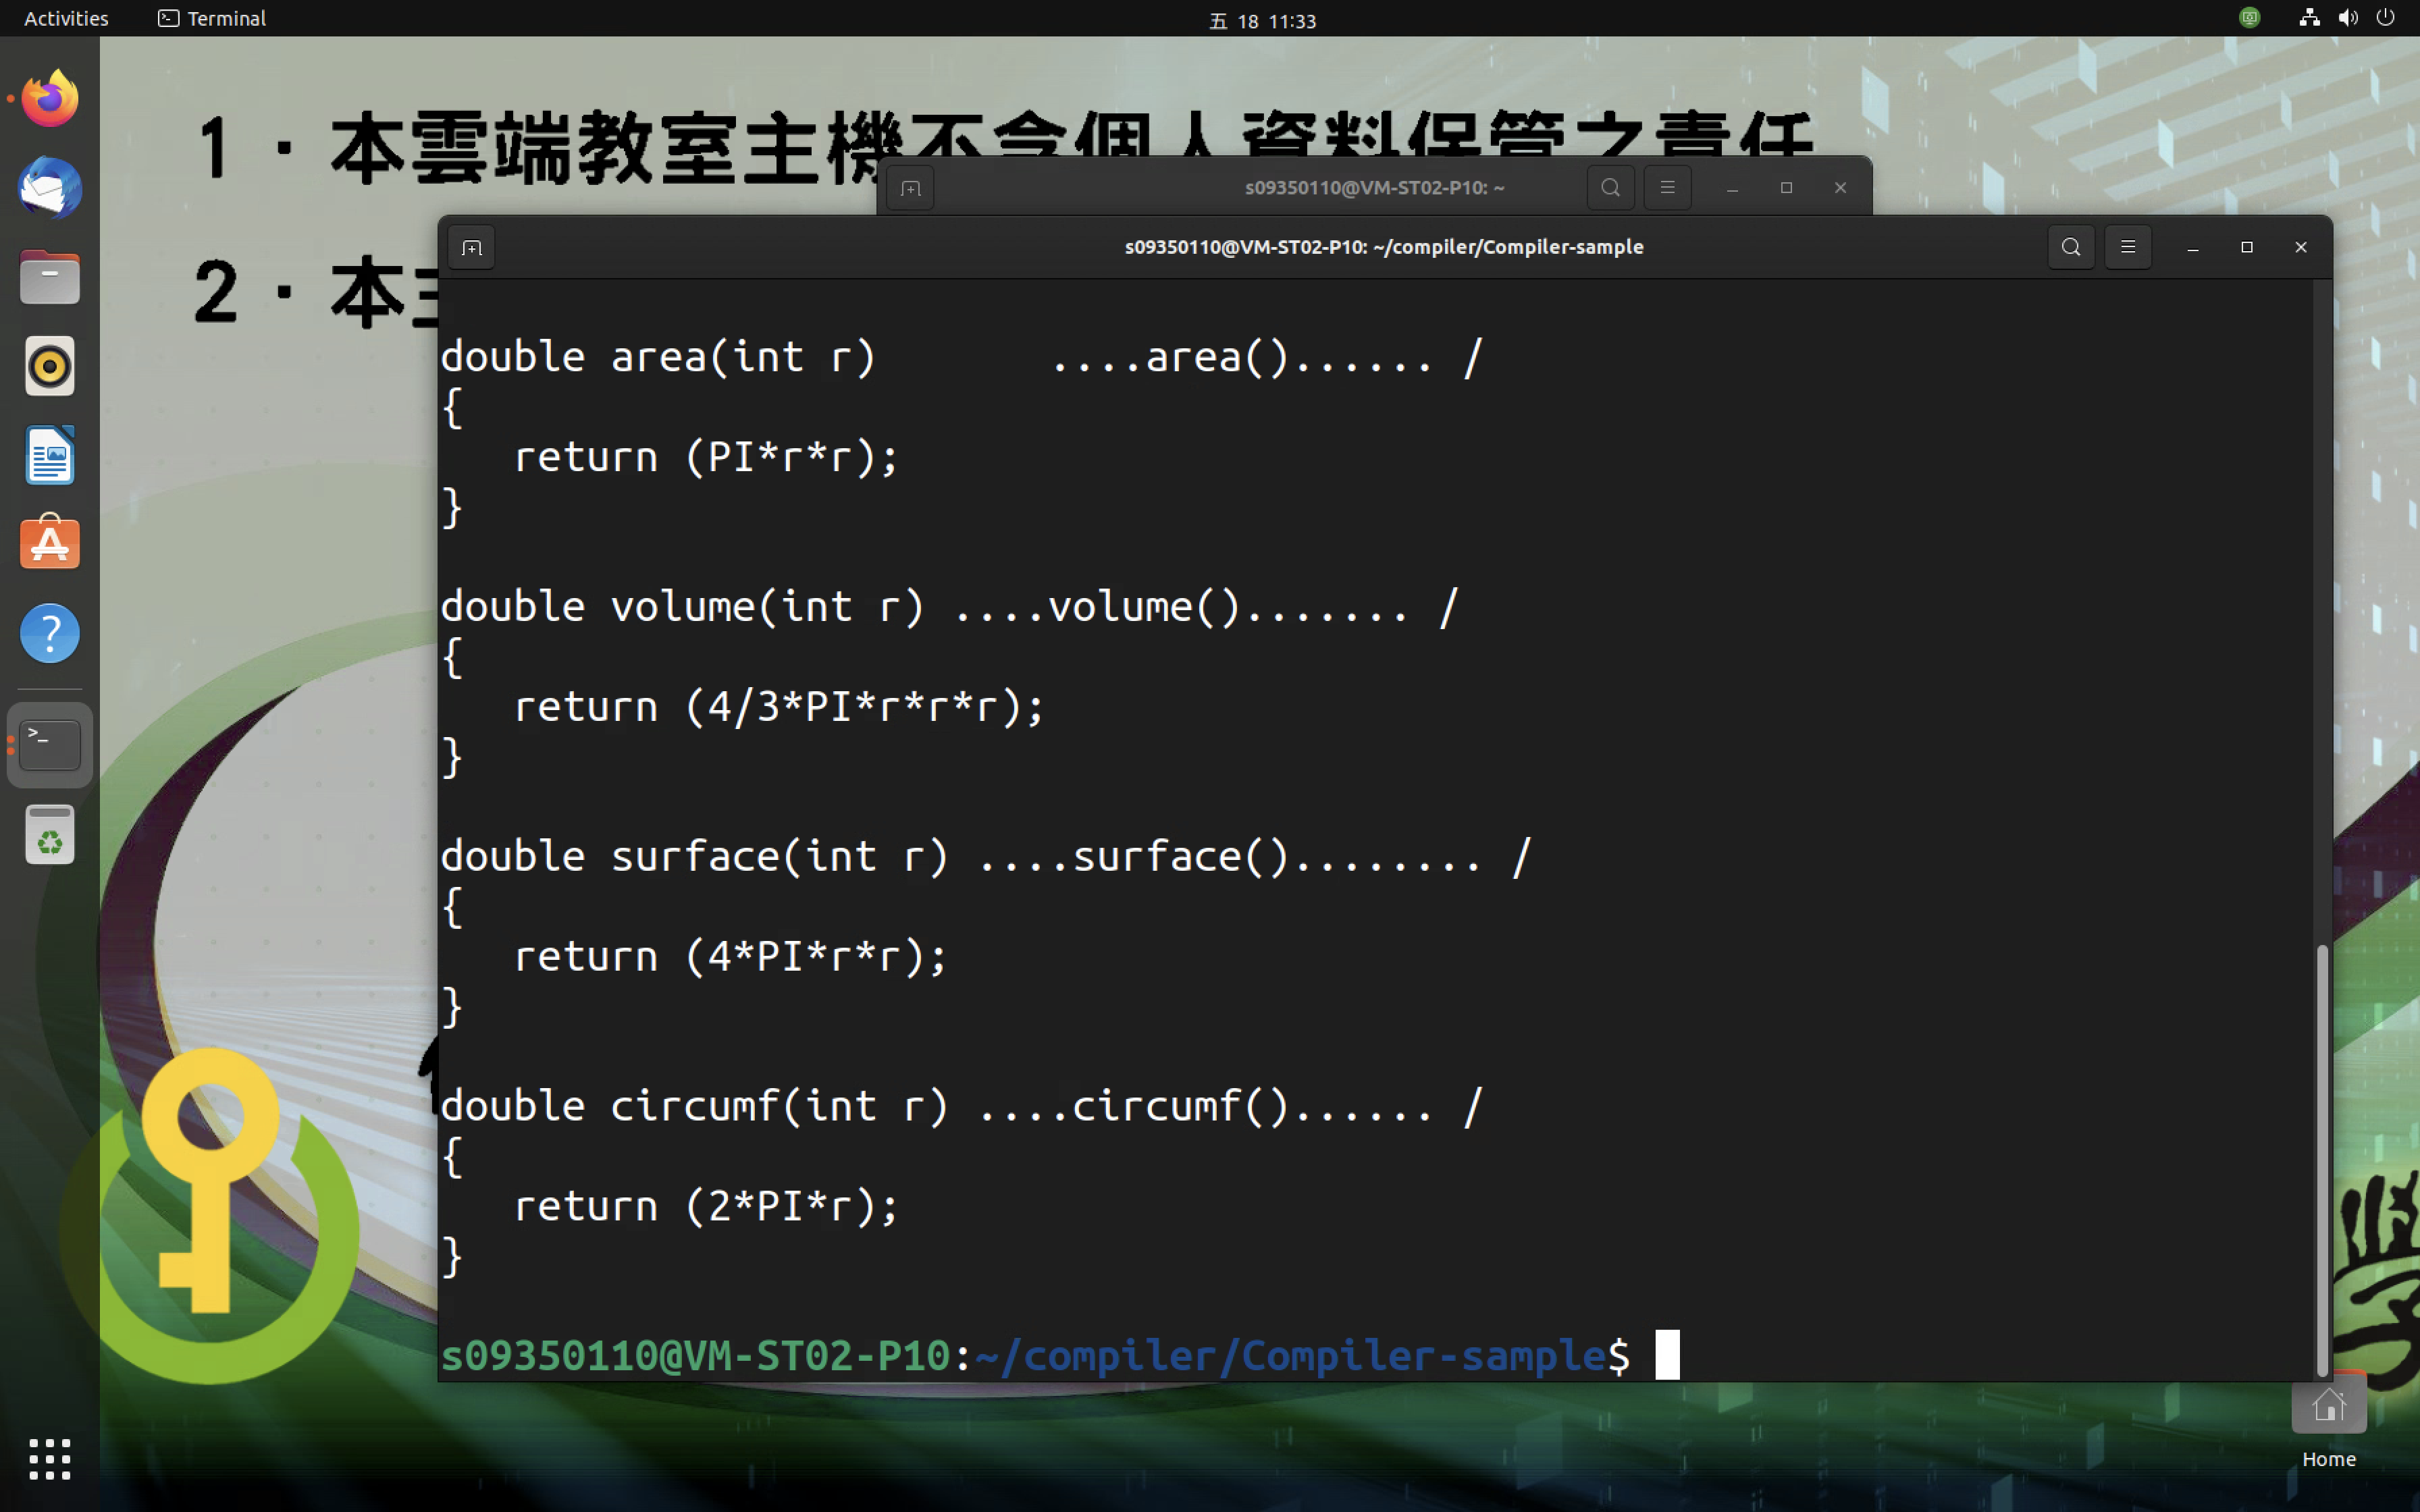 Activities
Terminal
五 18 11:33
1．本雲端教室主機不含個人資料保管之責任
2．本主
s09350110@VM-ST02-P10: ~
s09350110@VM-ST02-P10: ~/compiler/Compiler-sample
double area(int r)       ....area()...... /
{
   return (PI*r*r);
}
double volume(int r) ....volume()....... /
{
   return (4/3*PI*r*r*r);
}
double surface(int r) ....surface()........ /
{
   return (4*PI*r*r);
}
double circumf(int r) ....circumf()...... /
{
   return (2*PI*r);
}
s09350110@VM-ST02-P10:~/compiler/Compiler-sample$
Home